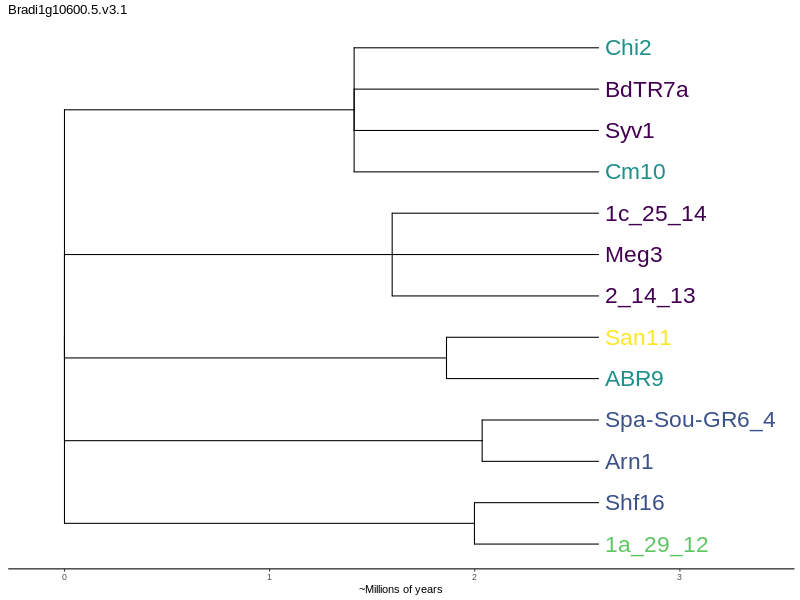 Bradi1g10600.5.v3.1
Chi2
BdTR7a
Syv1
Cm10
1c_25_14
Meg3
2_14_13
San11
ABR9
Spa-Sou-GR6_4
Arn1
Shf16
1a_29_12
0 1 2 3
~Millions of years